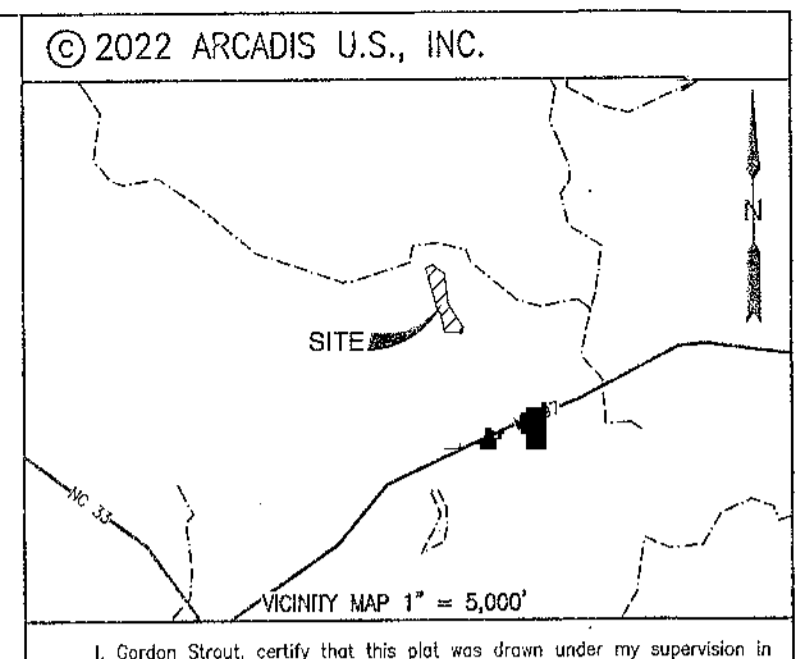 © 2022 ARCADIS U.S., INC.
N
SITE
NC 33
VICINITY MAP 1" = 5,000'
I, Gordon Strout, certify that this plat was drawn under my supervision in